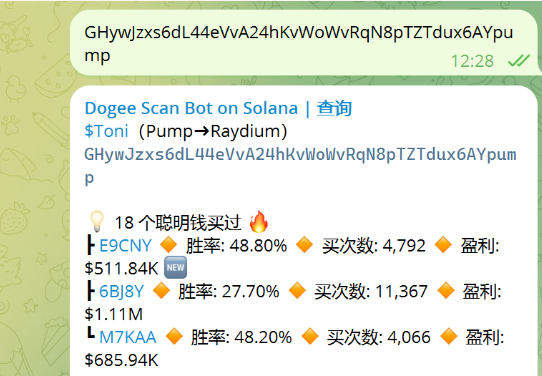 GHywJzxs6dL44eVvA24hKvWoWvRqN8pTZTdux6AYpu
mp
12:28
Dogee Scan Bot on Solana | 查询
$Toni（Pump➔Raydium）
GHywJzxs6dL44eVvA24hKvWoWvRqN8pTZTdux6AYpum
p
💡 18 个聪明钱买过 🔥
┣ E9CNY 🔸 胜率: 48.80% 🔸 买次数: 4,792 🔸 盈利:
$511.84K 🆕
┣ 6BJ8Y 🔸 胜率: 27.70% 🔸 买次数: 11,367 🔸 盈利:
$1.11M
┗ M7KAA 🔸 胜率: 48.20% 🔸 买次数: 4,066 🔸 盈利:
$685.94K